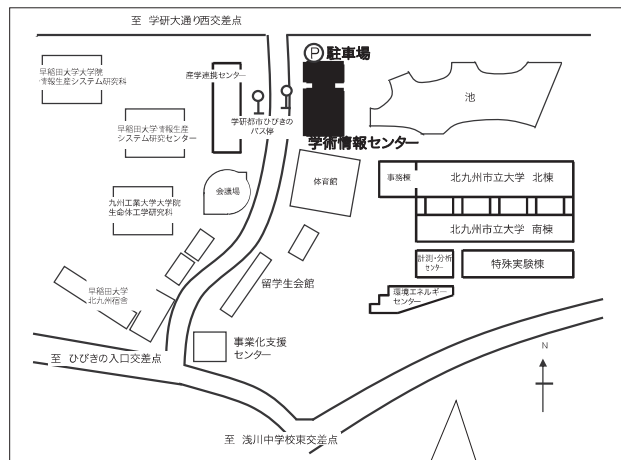 至 学研大通り西交差点
Ⓟ 駐車場
早稲田大学大学院
情報生産システム研究科
産学連携センター
池
学研都市ひびきの
バス停
早稲田大学情報生産
システム研究センター
学術情報センター
事務棟
北九州市立大学 北棟
体育館
会議場
九州工業大学大学院
生命体工学研究科
北九州市立大学 南棟
計測・分析
センター
特殊実験棟
留学生会館
早稲田大学
北九州宿舎
環境エネルギー
センター
事業化支援
センター
N
至 ひびきの入口交差点
至 浅川中学校東交差点